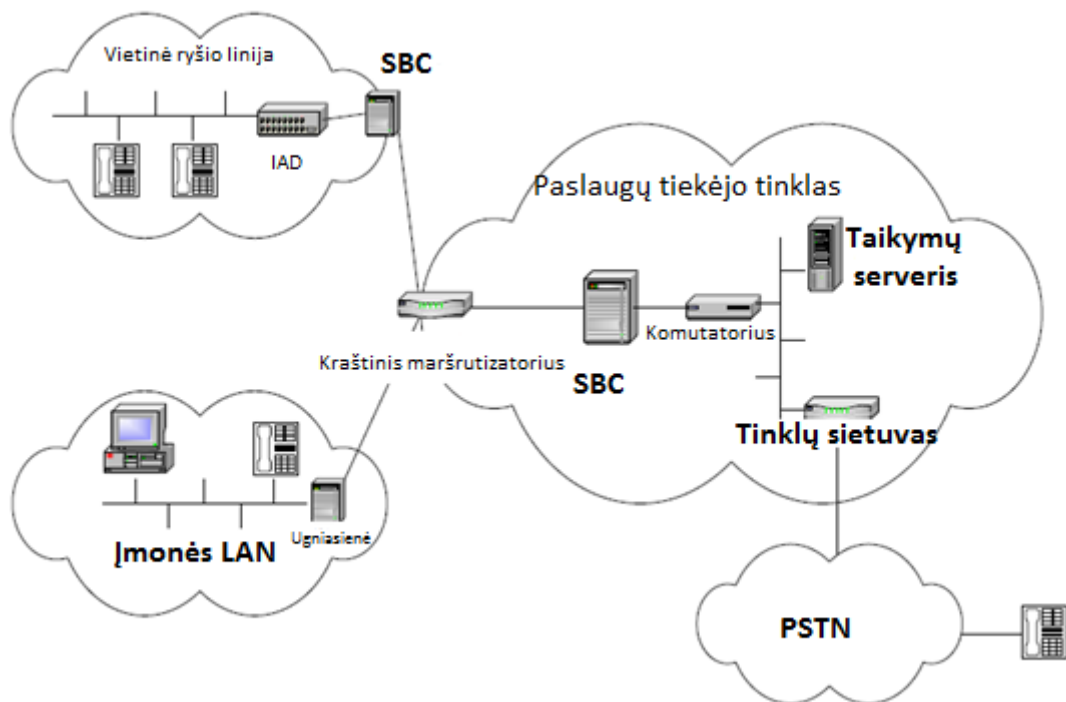 Vietinė ryšio linija
SBC
IAD
Paslaugų tiekėjo tinklas
Taikymų
serveris
Komutatorius
Kraštinis maršrutizatorius
SBC
Tinklų sietuvas
Ugniasienė
Įmonės LAN
PSTN